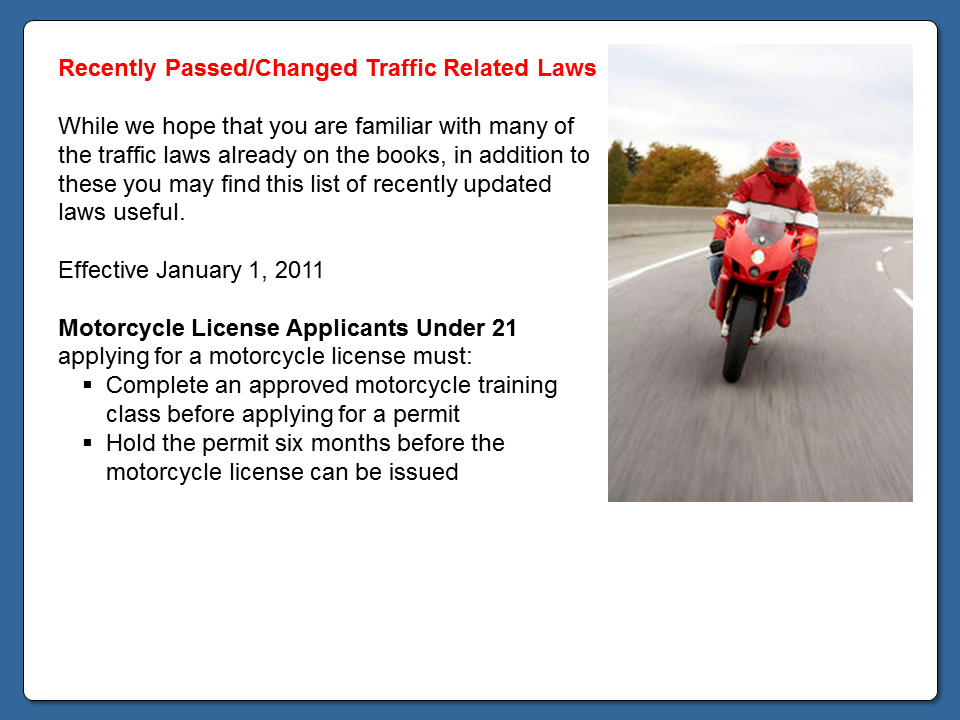 Recently Passed/Changed Traffic Related Laws
While we hope that you are familiar with many of
the traffic laws already on the books, in addition to
these you may find this list of recently updated
laws useful.
Effective January 1, 2011
Motorcycle License Applicants Under 21
applying for a motorcycle license must:
▪ Complete an approved motorcycle training
class before applying for a permit
▪ Hold the permit six months before the
motorcycle license can be issued